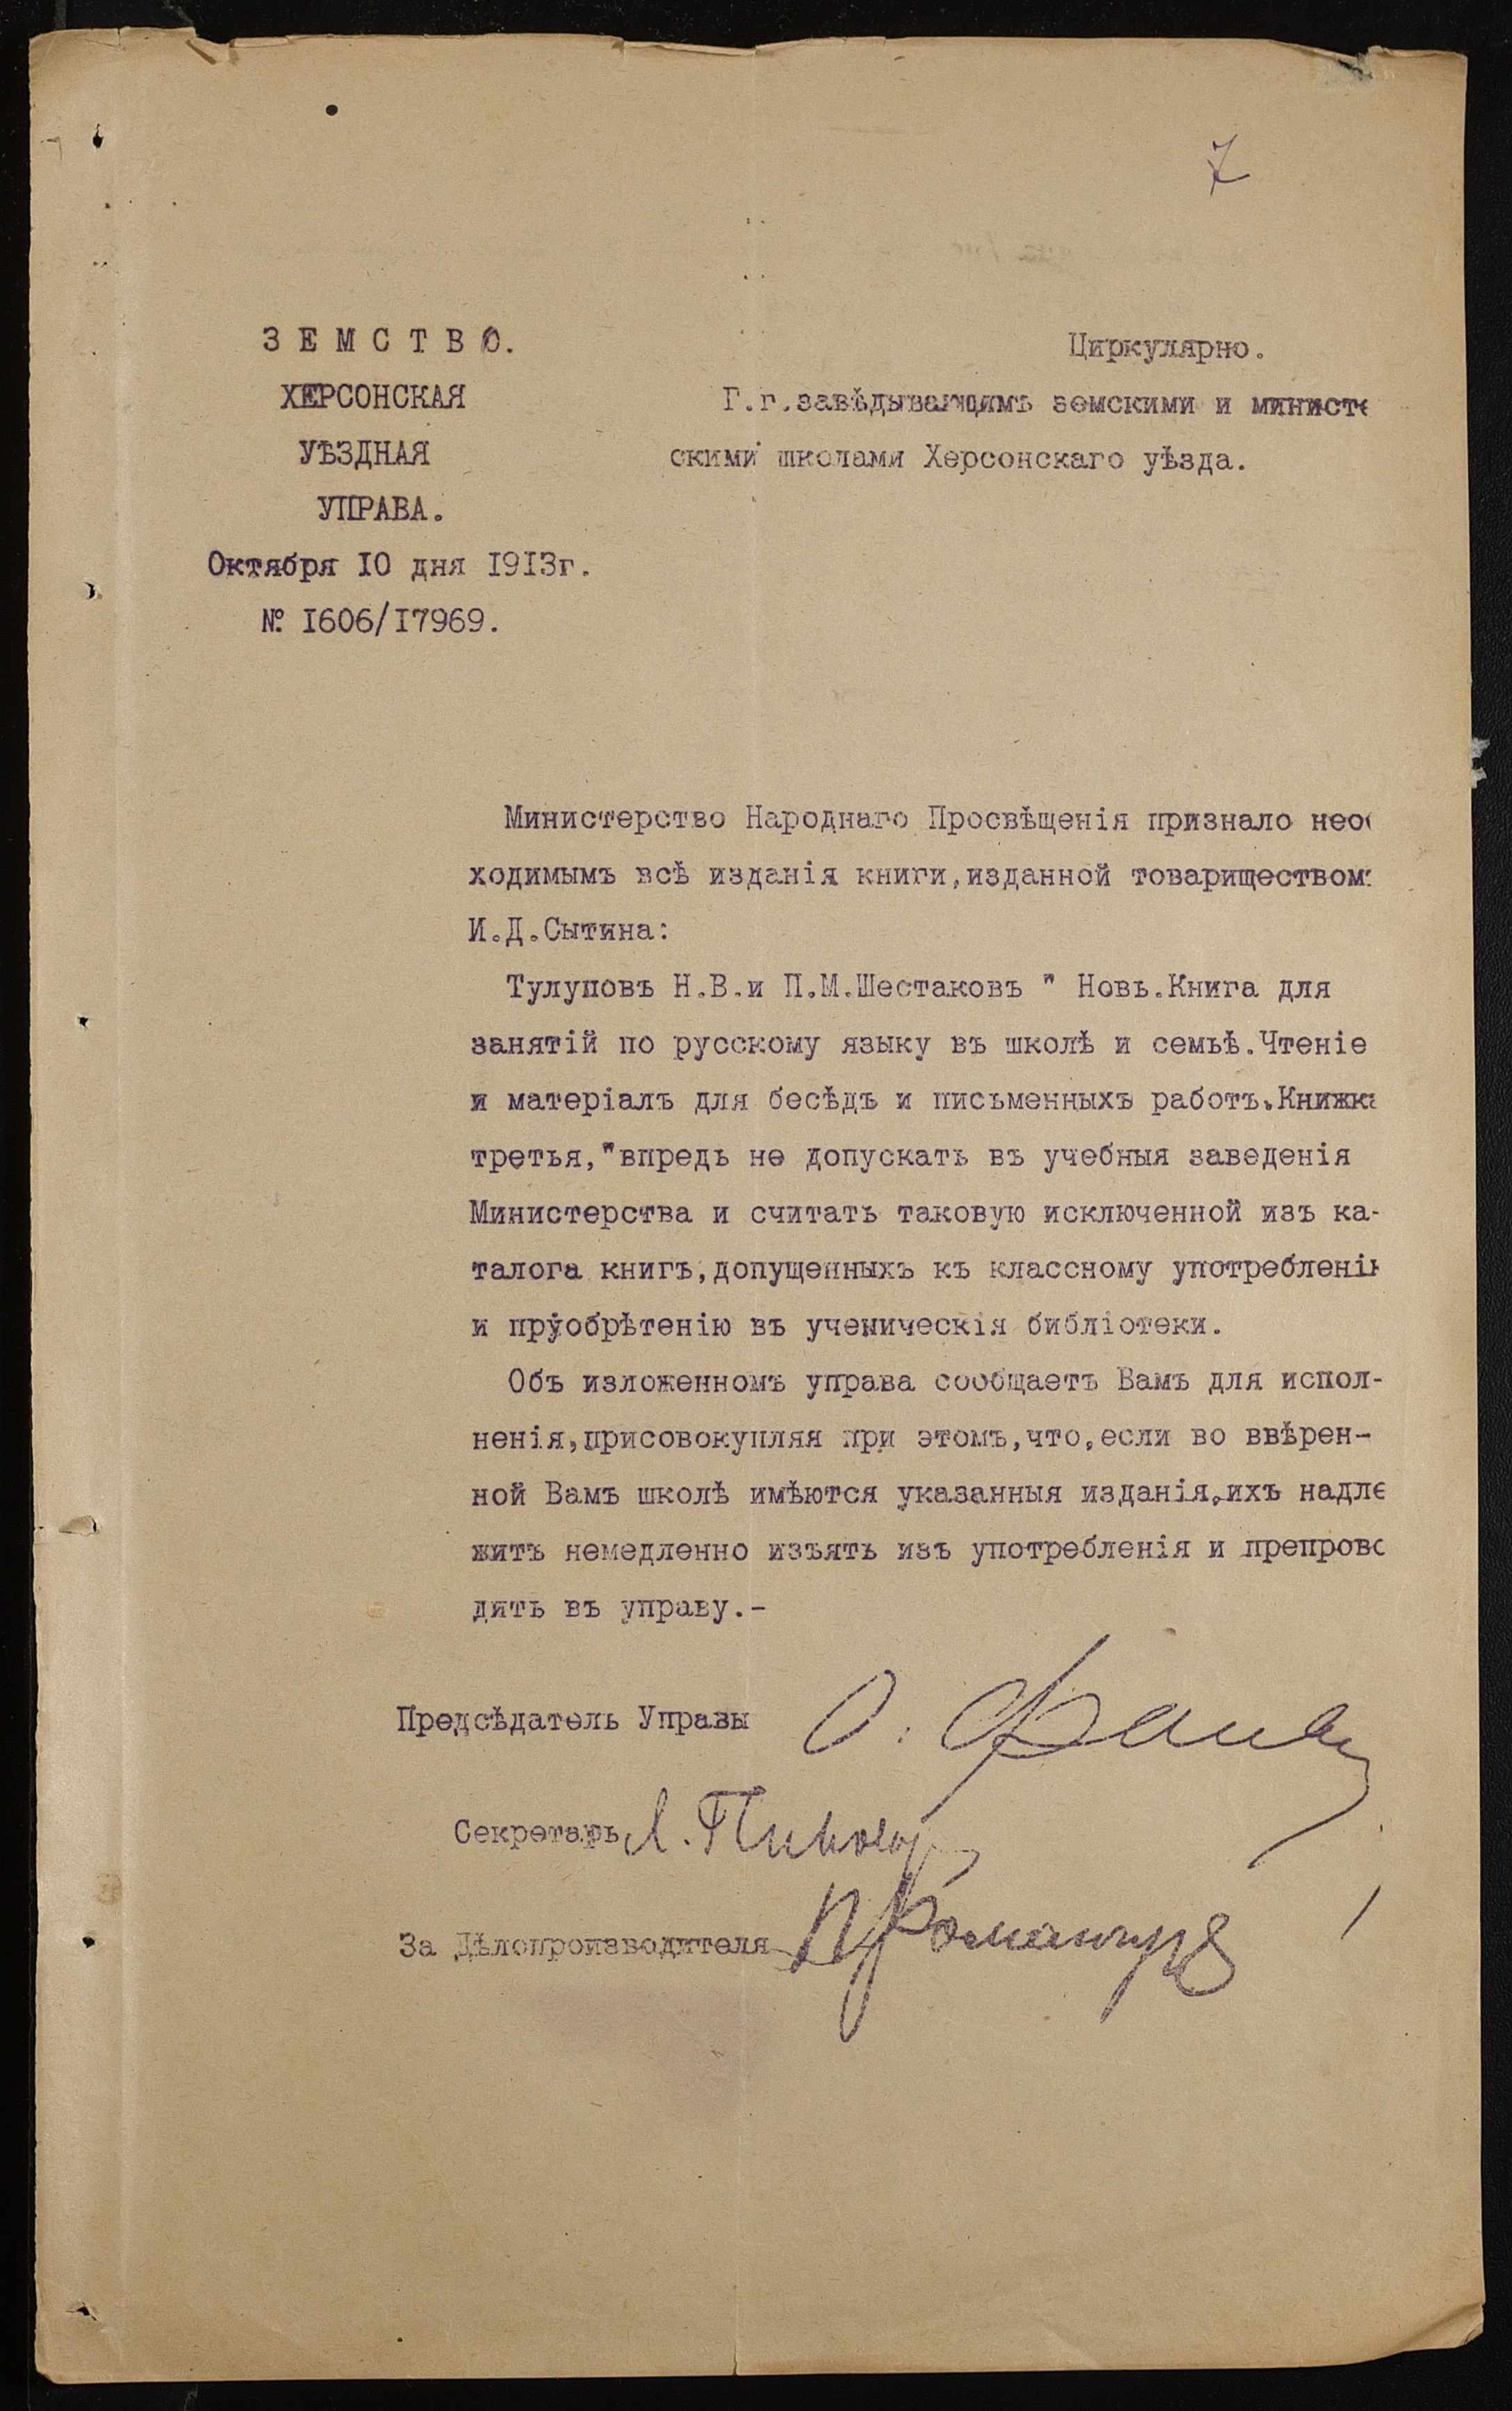 7
З Е М С Т В О.
ХЕРСОНСКАЯ
УѢЗДНАЯ
УПРАВА.
Октября 10 дня 1913г.
№ 1606/17969.
Циркулярно.
Г.г.завѣдывающимъ земскими и министе
скими школами Херсонскаго уѣзда.
Министерство Народнаго Просвѣщенія признало необ
ходимымъ всѣ изданія книги,изданной товариществомъ
И.Д.Сытина:
Тулуповъ Н.В.и П.М.Шестаковъ " Новь.Книга для
занятій по русскому языку въ школѣ и семьѣ.Чтеніе
и матеріалъ для бесѣдъ и письменныхъ работъ.Книжка
третья,"впредь не допускать въ учебныя заведенія
Министерства и считать таковую исключенной изъ ка-
талога книгъ,допущенныхъ къ классному употребленію
и пріобрѣтенію въ ученическія библіотеки.
Объ изложенномъ управа сообщаетъ Вамъ для испол-
ненія,присовокупляя при этомъ,что,если во ввѣрен-
ной Вамъ школѣ имѣются указанныя изданія,ихъ надле
житъ немедленно изъять изъ употребленія и препрово
дить въ управу.-
Предсѣдатель Управы
Секретарь
За Дѣлопроизводителя